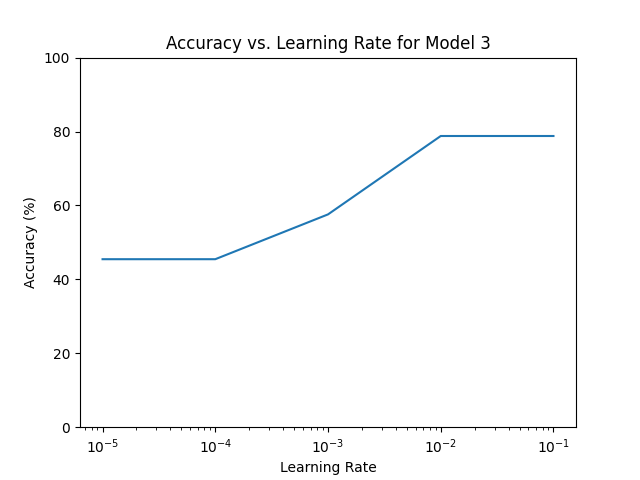 Accuracy vs. Learning Rate for Model 3
Accuracy (%)
100
80
60
40
20
0
10⁻⁵ 10⁻⁴ 10⁻³ 10⁻² 10⁻¹
Learning Rate